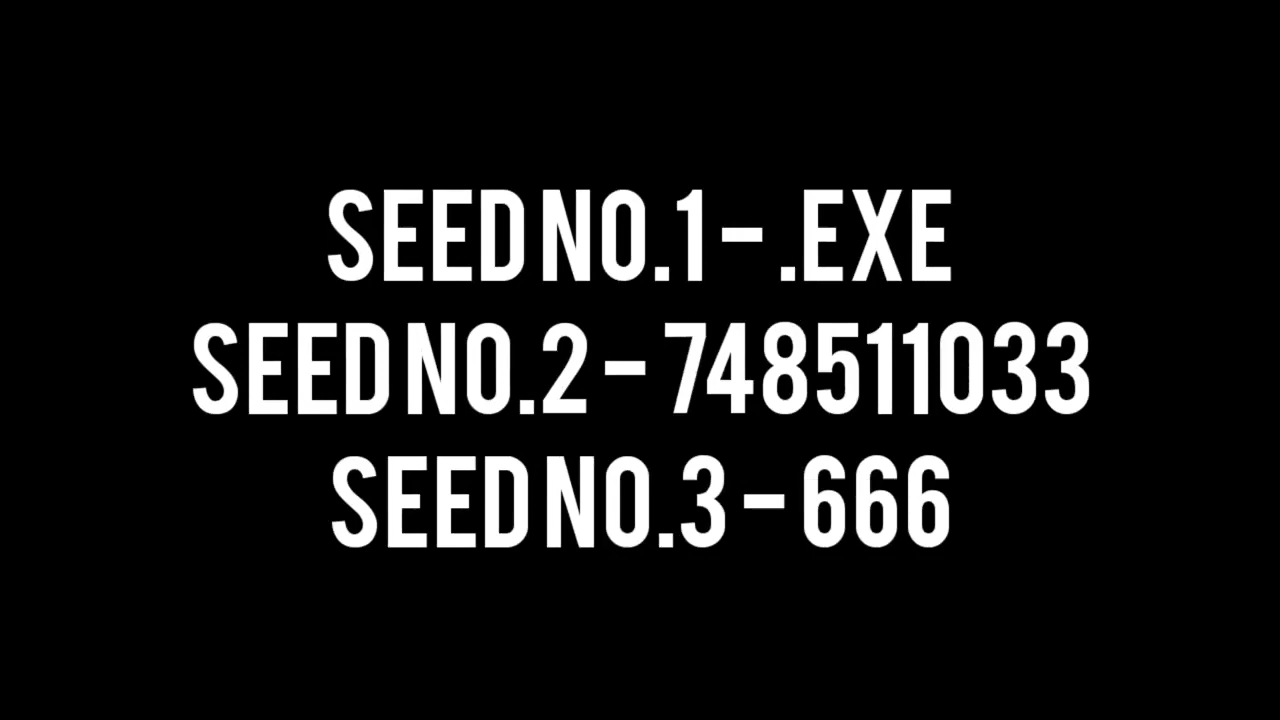 SEED NO.1 - .EXE
SEED NO.2 - 748511033
SEED NO.3 - 666